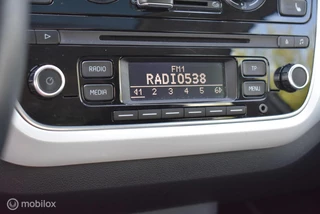 FM1
RADIO
RADIO538
TP
MEDIA
MENU
1 2 3 4 5 6
mobilox